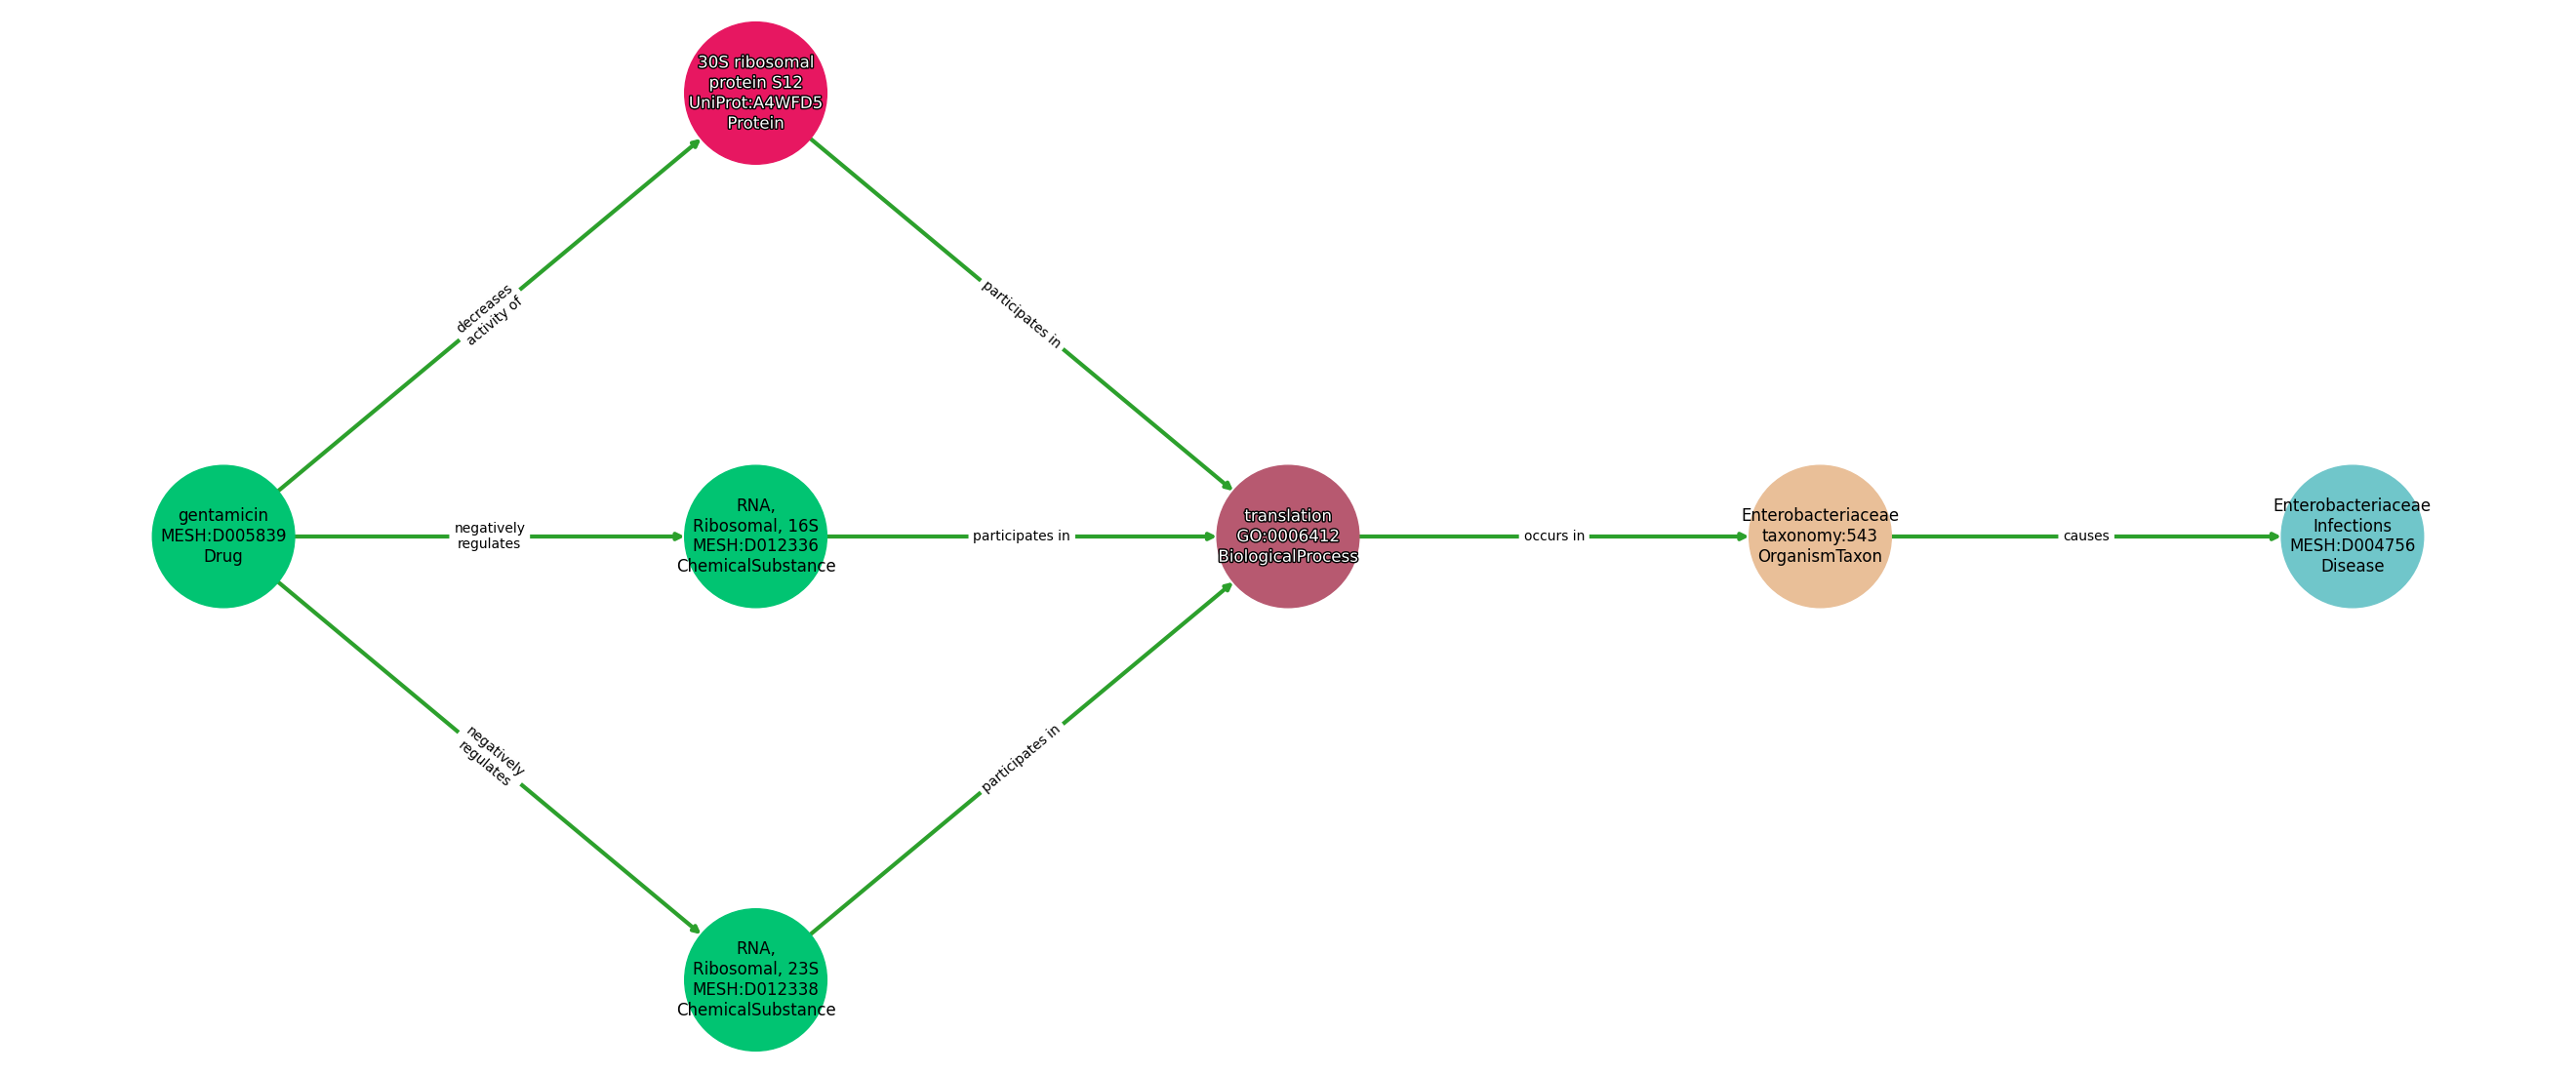 30S ribosomal
protein S12
UniProt:A4WFD5
Protein
decreases
activity of
participates in
gentamicin
MESH:D005839
Drug
negatively
regulates
RNA,
Ribosomal, 16S
MESH:D012336
ChemicalSubstance
participates in
translation
GO:0006412
BiologicalProcess
occurs in
Enterobacteriaceae
taxonomy:543
OrganismTaxon
causes
Enterobacteriaceae
Infections
MESH:D004756
Disease
negatively
regulates
participates in
RNA,
Ribosomal, 23S
MESH:D012338
ChemicalSubstance